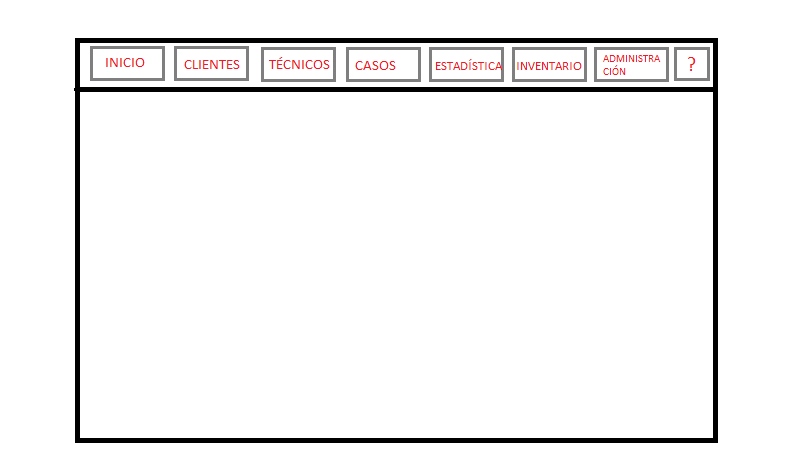 INICIO
CLIENTES
TÉCNICOS
CASOS
ESTADÍSTICA
INVENTARIO
ADMINISTRA
CIÓN
?